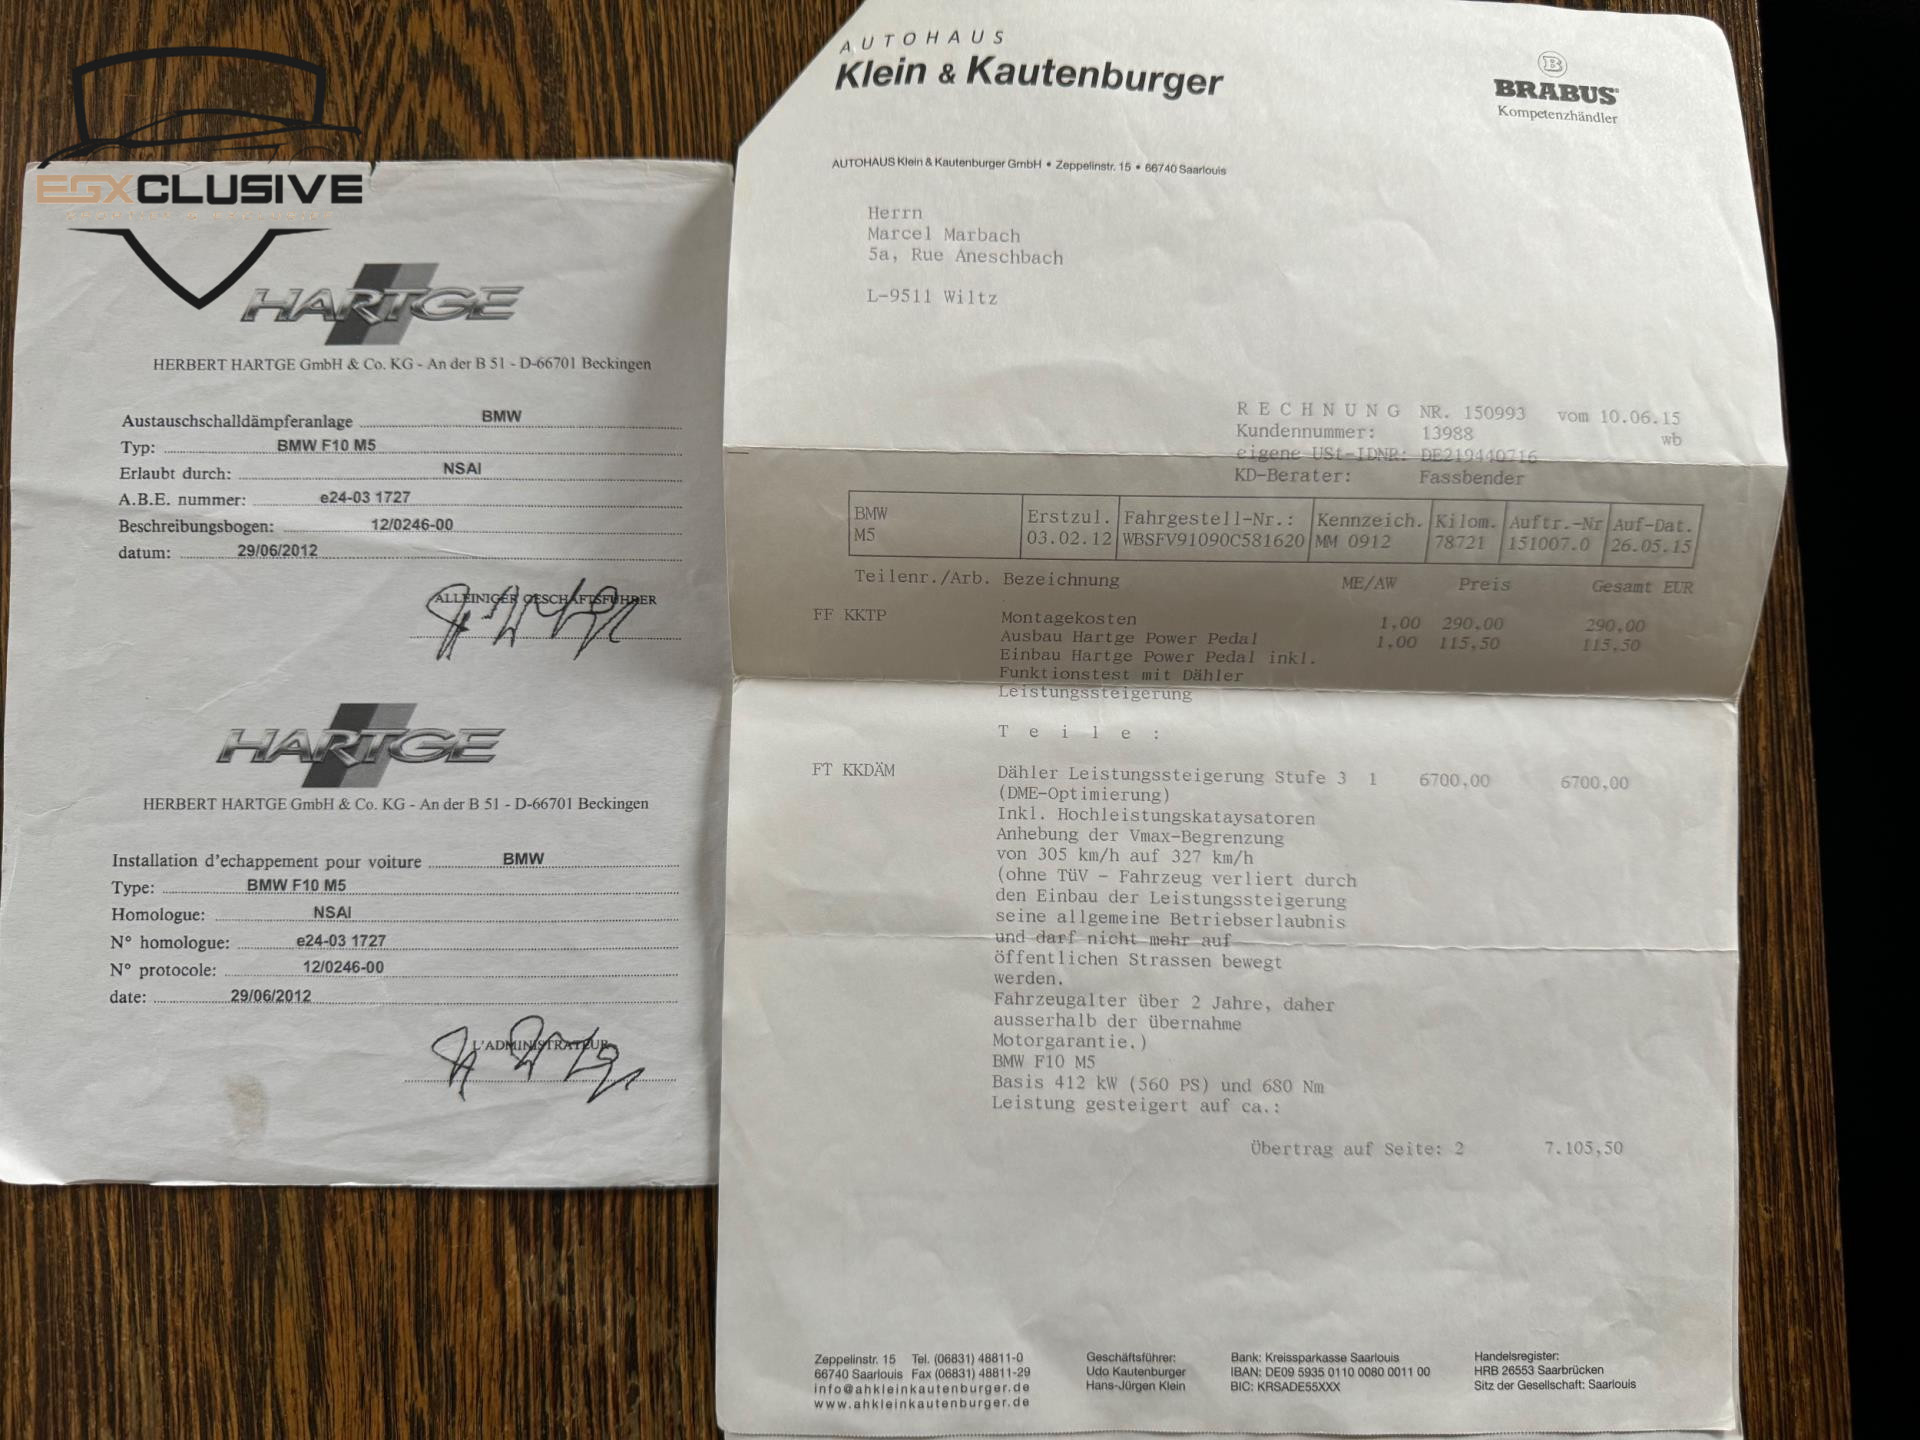 ESXCLUSIVE
HARTGE
HERBERT HARTGE GmbH & Co. KG - An der B 51 - D-66701 Beckingen
Austauschschalldämpferanlage BMW
Typ: BMW F10 M5
Erlaubt durch: NSAI
A.B.E. nummer: e24-03 1727
Beschreibungsbogen: 12/0246-00
datum: 29/06/2012
ALLEINIGER GESCHÄFTSFÜHRER
HARTGE
HERBERT HARTGE GmbH & Co. KG - An der B 51 - D-66701 Beckingen
Installation d'echappement pour voiture BMW
Type: BMW F10 M5
Homologue: NSAI
N° homologue: e24-03 1727
N° protocole: 12/0246-00
date: 29/06/2012
L'ADMINISTRATEUR
AUTOHAUS
Klein & Kautenburger
B
BRABUS
Kompetenzhändler
AUTOHAUS Klein & Kautenburger GmbH • Zeppelinstr. 15 • 66740 Saarlouis
Herrn
Marcel Marbach
5a, Rue Aneschbach
L-9511 Wiltz
R E C H N U N G NR. 150993 vom 10.06.15
Kundennummer: 13988 wb
eigene USt-IDNR: DE219440716
KD-Berater: Fassbender
BMW Erstzul. Fahrgestell-Nr.: Kennzeich. Kilom. Auftr.-Nr Auf-Dat.
M5 03.02.12 WBSFV91090C581620 MM 0912 78721 151007.0 26.05.15
Teilenr./Arb. Bezeichnung ME/AW Preis Gesamt EUR
FF KKTP Montagekosten 1,00 290.00 290.00
Ausbau Hartge Power Pedal 1,00 115,50 115,50
Einbau Hartge Power Pedal inkl.
Funktionstest mit Dähler
Leistungssteigerung
T e i l e :
FT KKDÄM Dähler Leistungssteigerung Stufe 3 1 6700,00 6700,00
(DME-Optimierung)
Inkl. Hochleistungskataysatoren
Anhebung der Vmax-Begrenzung
von 305 km/h auf 327 km/h
(ohne TüV - Fahrzeug verliert durch
den Einbau der Leistungssteigerung
seine allgemeine Betriebserlaubnis
und darf nicht mehr auf
öffentlichen Strassen bewegt
werden.
Fahrzeugalter über 2 Jahre, daher
ausserhalb der übernahme
Motorgarantie.)
BMW F10 M5
Basis 412 kW (560 PS) und 680 Nm
Leistung gesteigert auf ca.:
Übertrag auf Seite: 2 7.105,50
Zeppelinstr. 15 Tel. (06831) 48811-0 Geschäftsführer: Bank: Kreissparkasse Saarlouis Handelsregister:
66740 Saarlouis Fax (06831) 48811-29 Udo Kautenburger IBAN: DE09 5935 0110 0080 0011 00 HRB 26553 Saarbrücken
info@ahkleinkautenburger.de Hans-Jürgen Klein BIC: KRSADE55XXX Sitz der Gesellschaft: Saarlouis
www.ahkleinkautenburger.de